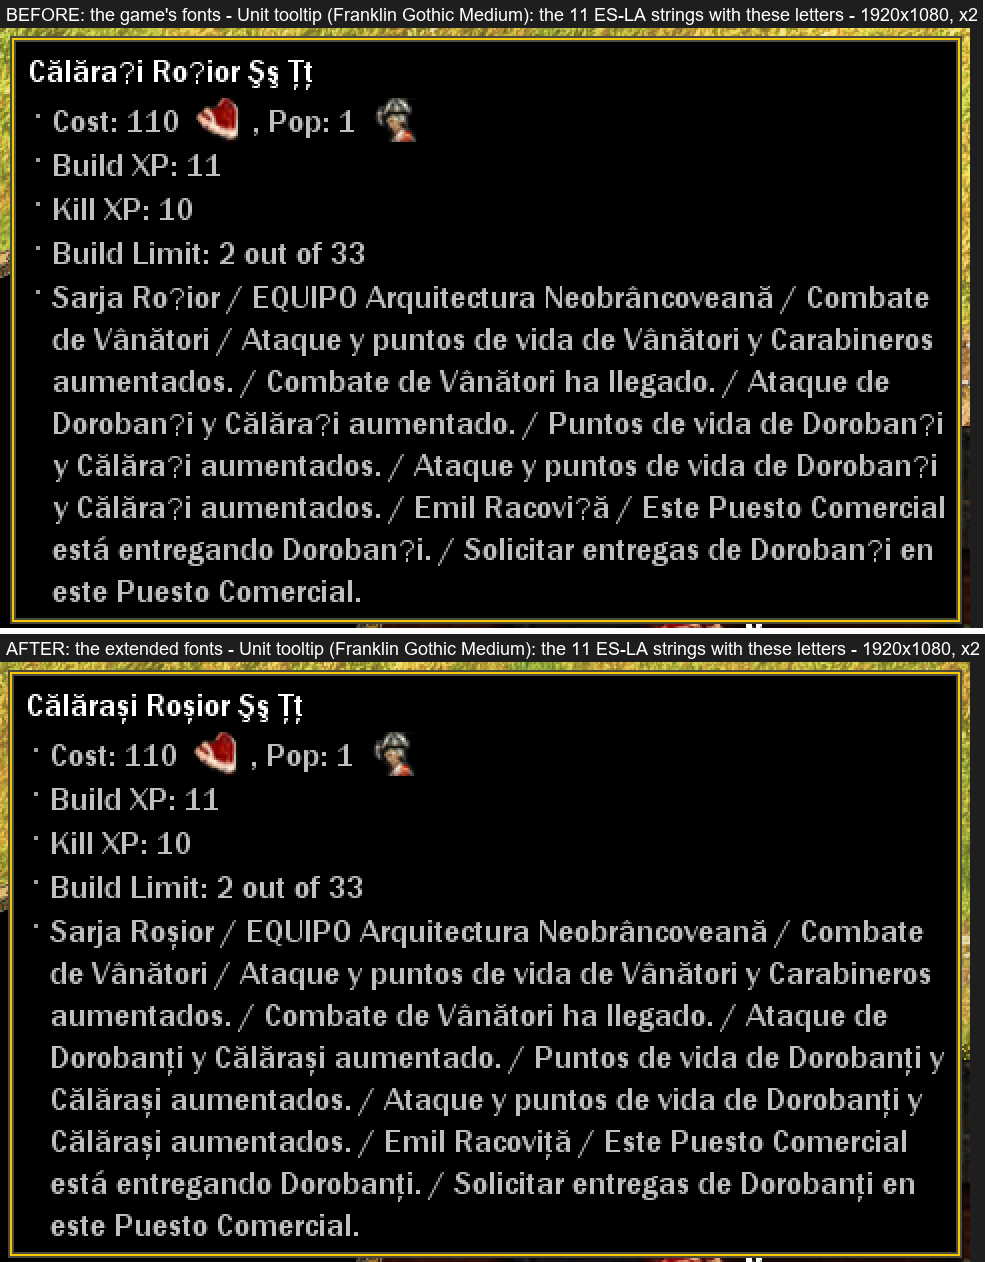 BEFORE: the game's fonts - Unit tooltip (Franklin Gothic Medium): the 11 ES-LA strings with these letters - 1920x1080, x2
Călăra?i Ro?ior Şş Țț
· Cost: 110 , Pop: 1
· Build XP: 11
· Kill XP: 10
· Build Limit: 2 out of 33
· Sarja Ro?ior / EQUIPO Arquitectura Neobrâncoveană / Combate
de Vânători / Ataque y puntos de vida de Vânători y Carabineros
aumentados. / Combate de Vânători ha llegado. / Ataque de
Doroban?i y Călăra?i aumentado. / Puntos de vida de Doroban?i
y Călăra?i aumentados. / Ataque y puntos de vida de Doroban?i
y Călăra?i aumentados. / Emil Racovi?ă / Este Puesto Comercial
está entregando Doroban?i. / Solicitar entregas de Doroban?i en
este Puesto Comercial.
AFTER: the extended fonts - Unit tooltip (Franklin Gothic Medium): the 11 ES-LA strings with these letters - 1920x1080, x2
Călărași Roșior Şş Țț
· Cost: 110 , Pop: 1
· Build XP: 11
· Kill XP: 10
· Build Limit: 2 out of 33
· Sarja Roșior / EQUIPO Arquitectura Neobrâncoveană / Combate
de Vânători / Ataque y puntos de vida de Vânători y Carabineros
aumentados. / Combate de Vânători ha llegado. / Ataque de
Dorobanți y Călărași aumentado. / Puntos de vida de Dorobanți y
Călărași aumentados. / Ataque y puntos de vida de Dorobanți y
Călărași aumentados. / Emil Racoviță / Este Puesto Comercial
está entregando Dorobanți. / Solicitar entregas de Dorobanți en
este Puesto Comercial.